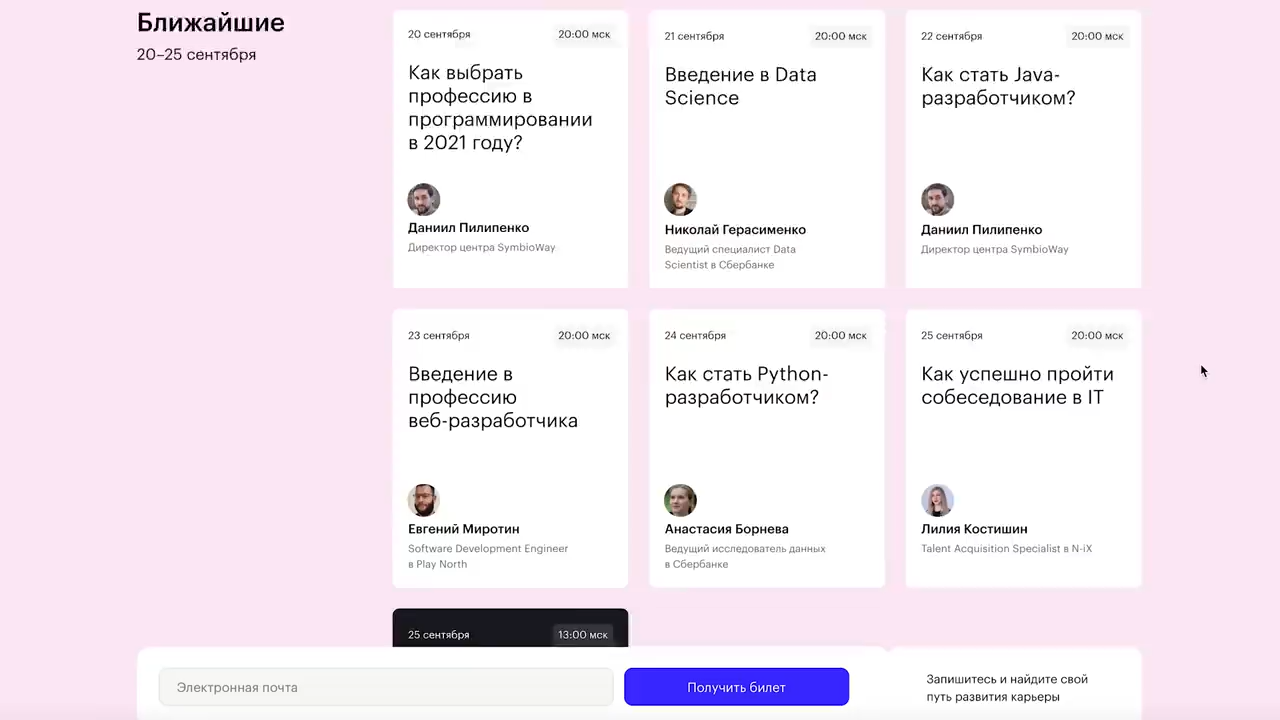 Ближайшие
20–25 сентября
20 сентября
20:00 мск
Как выбрать
профессию в
программировании
в 2021 году?
Даниил Пилипенко
Директор центра SymbioWay
21 сентября
20:00 мск
Введение в Data
Science
Николай Герасименко
Ведущий специалист Data
Scientist в Сбербанке
22 сентября
20:00 мск
Как стать Java-
разработчиком?
Даниил Пилипенко
Директор центра SymbioWay
23 сентября
20:00 мск
Введение в
профессию
веб-разработчика
Евгений Миротин
Software Development Engineer
в Play North
24 сентября
20:00 мск
Как стать Python-
разработчиком?
Анастасия Борнева
Ведущий исследователь данных
в Сбербанке
25 сентября
20:00 мск
Как успешно пройти
собеседование в IT
Лилия Костишин
Talent Acquisition Specialist в N-iX
25 сентября
13:00 мск
Электронная почта
Получить билет
Запишитесь и найдите свой
путь развития карьеры